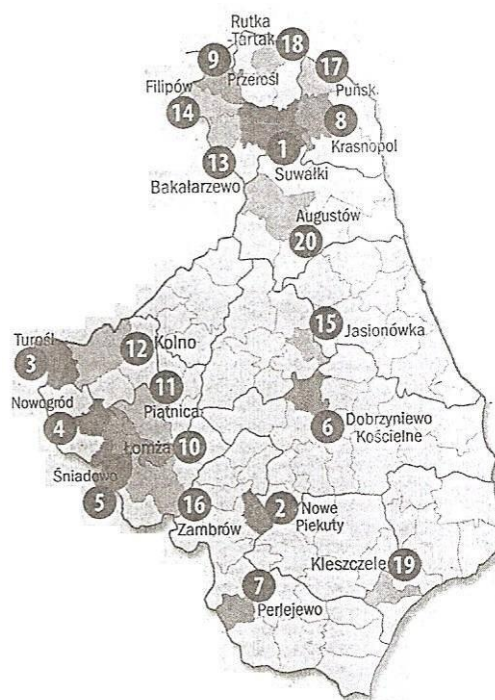 Rutka
-Tartak
18
9
Przerośl
17
Puńsk
Filipów
14
8
Krasnopol
1
Suwałki
13
Bakałarzewo
Augustów
20
15
Jasionówka
Turośl
3
12
Kolno
11
Piątnica
Nowogród
4
Łomża
10
6
Dobrzyniewo
Kościelne
Śniadowo
5
16
Zambrów
2
Nowe
Piekuty
Kleszczele
19
7
Perlejewo